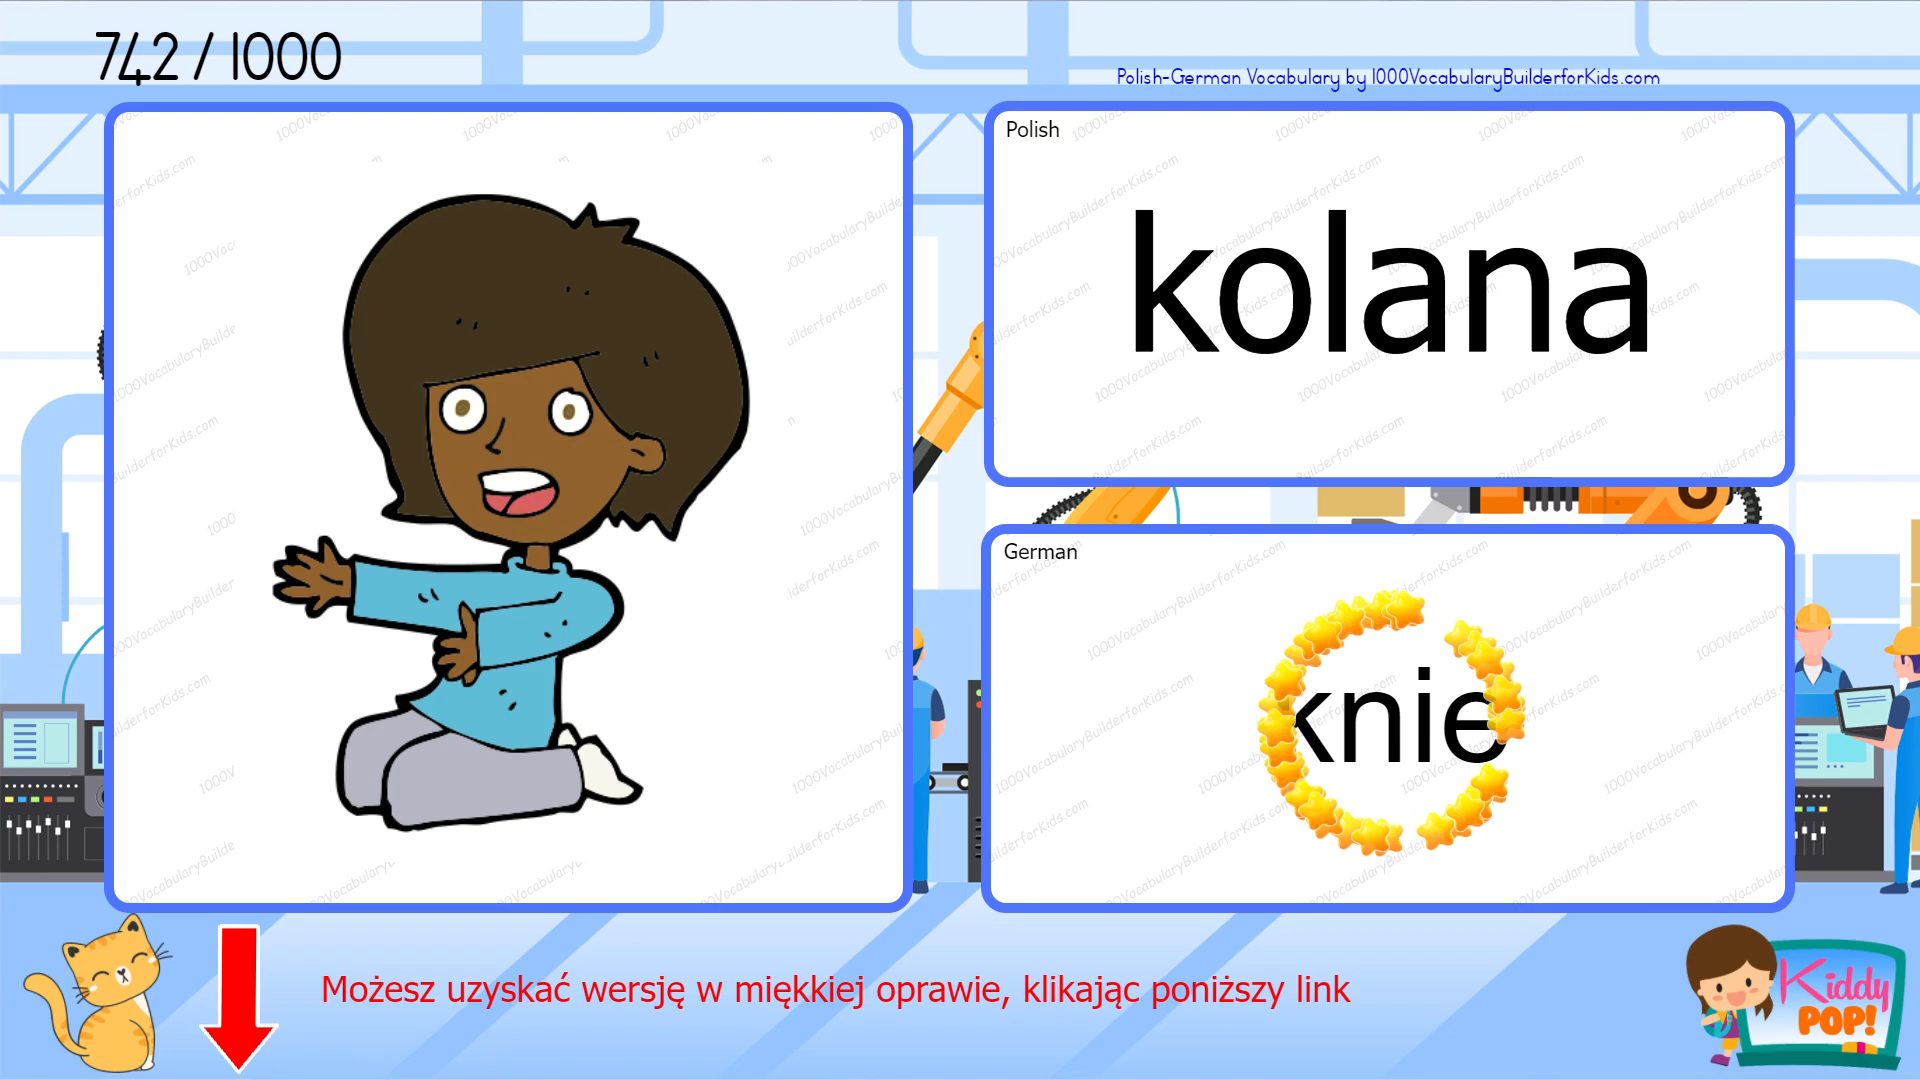 742 / 1000
Polish-German Vocabulary by 1000VocabularyBuilderforKids.com
Polish
kolana
German
knie
Możesz uzyskać wersję w miękkiej oprawie, klikając poniższy link
Kiddy
POP!